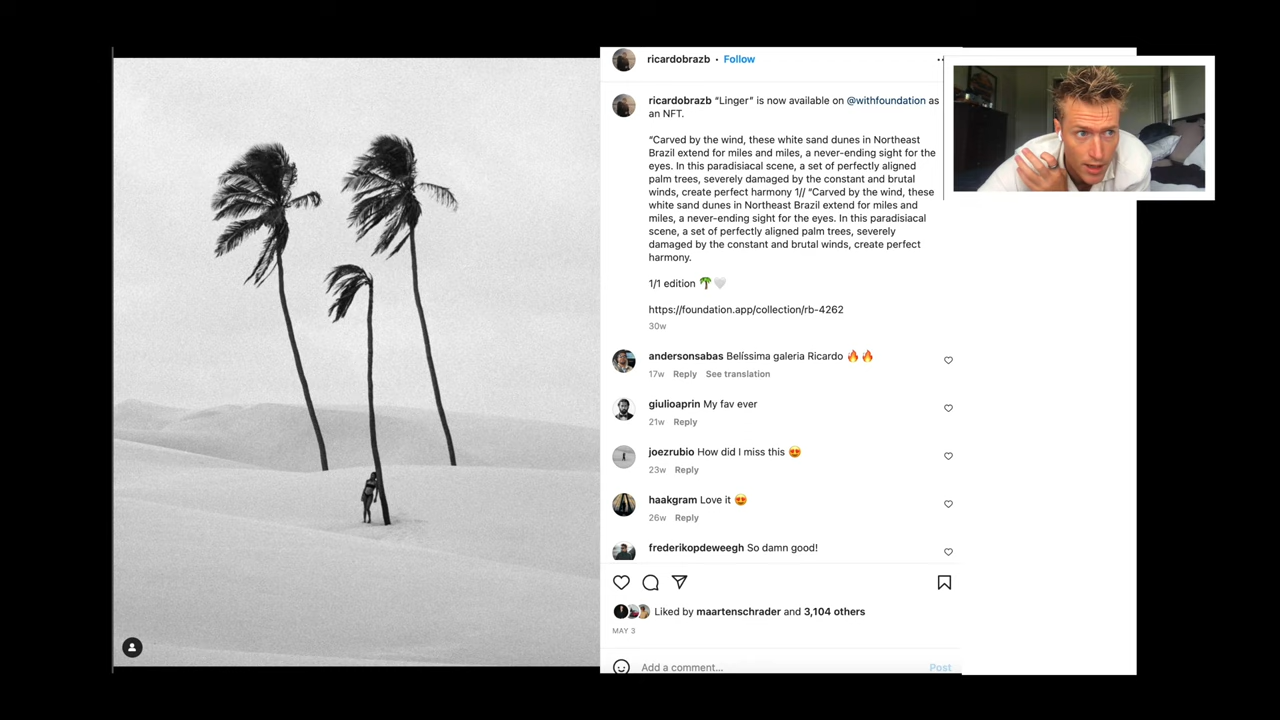 ricardobrazb • Follow
ricardobrazb “Linger” is now available on @withfoundation as
an NFT.
“Carved by the wind, these white sand dunes in Northeast
Brazil extend for miles and miles, a never-ending sight for the
eyes. In this paradisiacal scene, a set of perfectly aligned
palm trees, severely damaged by the constant and brutal
winds, create perfect harmony 1// “Carved by the wind, these
white sand dunes in Northeast Brazil extend for miles and
miles, a never-ending sight for the eyes. In this paradisiacal
scene, a set of perfectly aligned palm trees, severely
damaged by the constant and brutal winds, create perfect
harmony.
1/1 edition 🌴🤍
https://foundation.app/collection/rb-4262
30w
andersonsabas Belíssima galeria Ricardo 🔥🔥
17w Reply See translation
giulioaprin My fav ever
21w Reply
joezrubio How did I miss this 😍
23w Reply
haakgram Love it 😍
26w Reply
frederikopdeweegh So damn good!
Liked by maartenschrader and 3,104 others
MAY 3
Add a comment... Post